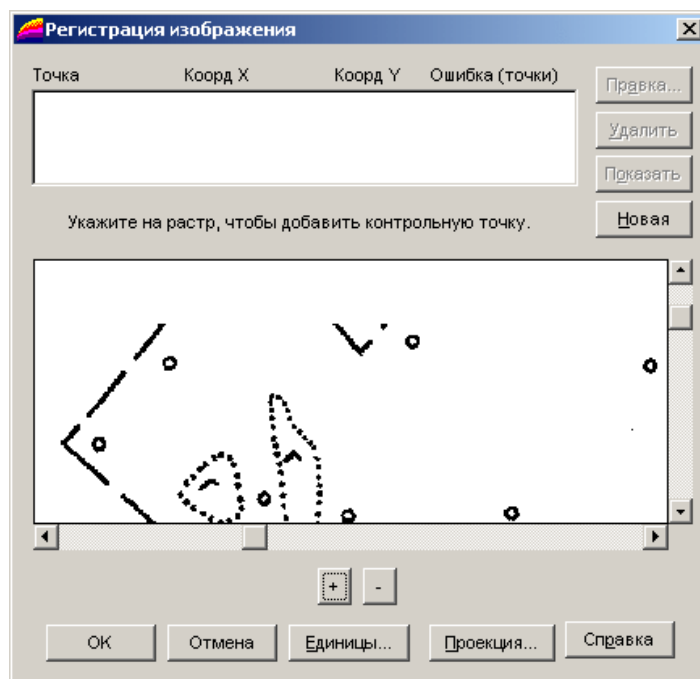 Регистрация изображения
Точка Коорд X Коорд Y Ошибка (точки)
Правка...
Удалить
Показать
Укажите на растр, чтобы добавить контрольную точку.
Новая
+ -
OK Отмена Единицы... Проекция... Справка